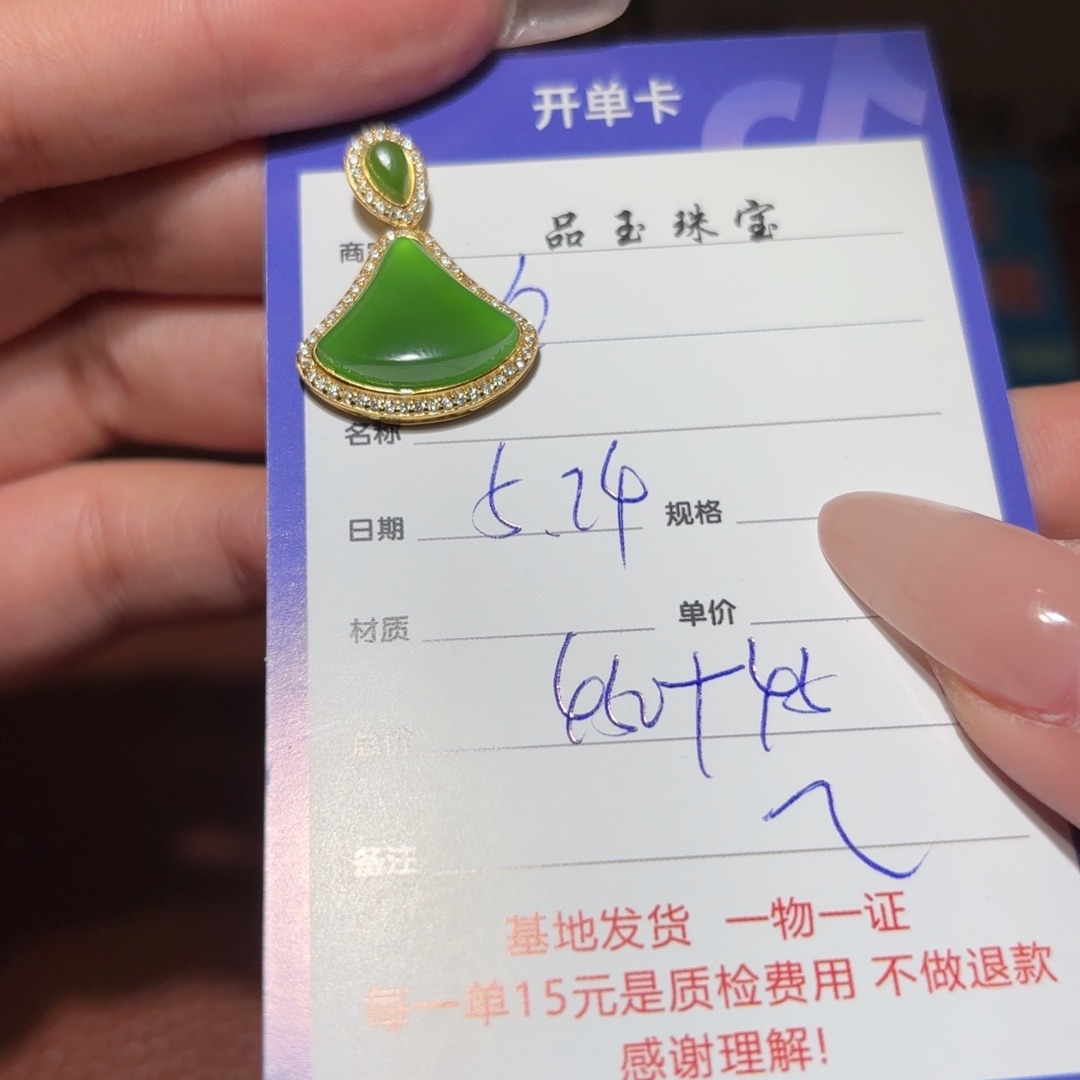 开单卡
品玉珠宝
名称
日期 5.24 规格
材质 单价
总价 450+45
备注
基地发货 一物一证
每一单15元是质检费用 不做退款
感谢理解!